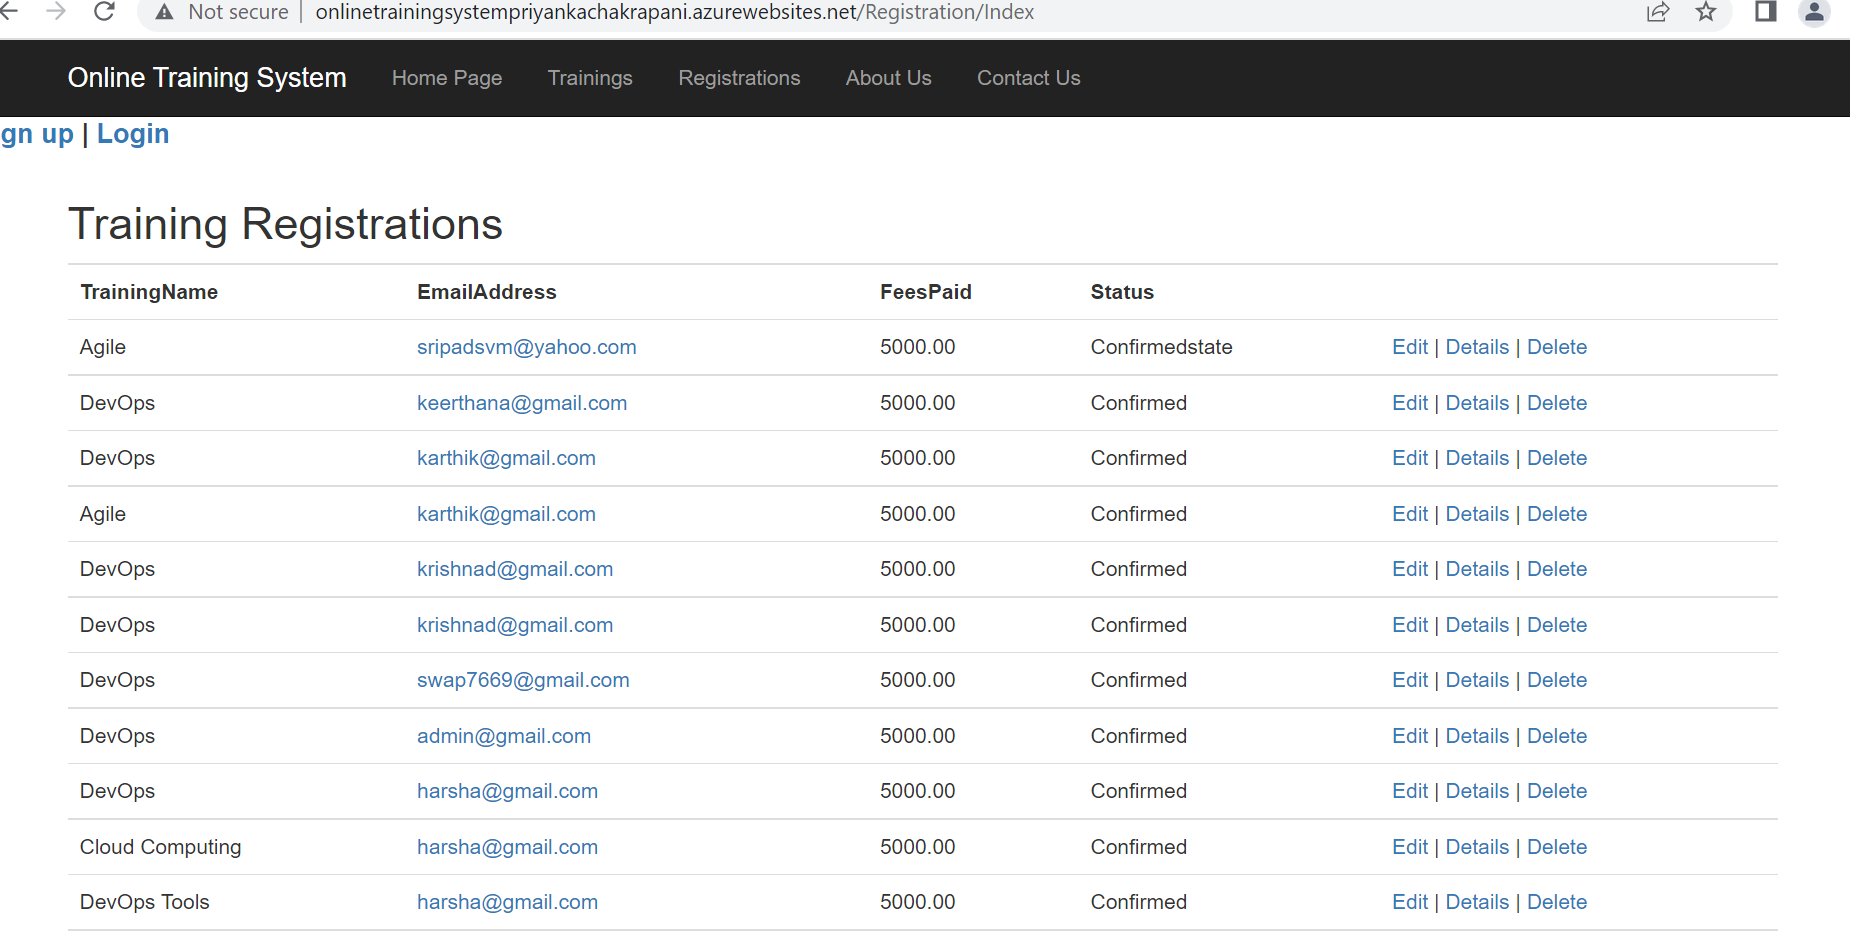 Not secure | onlinetrainingsystempriyankachakrapani.azurewebsites.net/Registration/Index
Online Training System Home Page Trainings Registrations About Us Contact Us
gn up | Login
Training Registrations
TrainingName EmailAddress FeesPaid Status
Agile sripadsvm@yahoo.com 5000.00 Confirmedstate Edit | Details | Delete
DevOps keerthana@gmail.com 5000.00 Confirmed Edit | Details | Delete
DevOps karthik@gmail.com 5000.00 Confirmed Edit | Details | Delete
Agile karthik@gmail.com 5000.00 Confirmed Edit | Details | Delete
DevOps krishnad@gmail.com 5000.00 Confirmed Edit | Details | Delete
DevOps krishnad@gmail.com 5000.00 Confirmed Edit | Details | Delete
DevOps swap7669@gmail.com 5000.00 Confirmed Edit | Details | Delete
DevOps admin@gmail.com 5000.00 Confirmed Edit | Details | Delete
DevOps harsha@gmail.com 5000.00 Confirmed Edit | Details | Delete
Cloud Computing harsha@gmail.com 5000.00 Confirmed Edit | Details | Delete
DevOps Tools harsha@gmail.com 5000.00 Confirmed Edit | Details | Delete